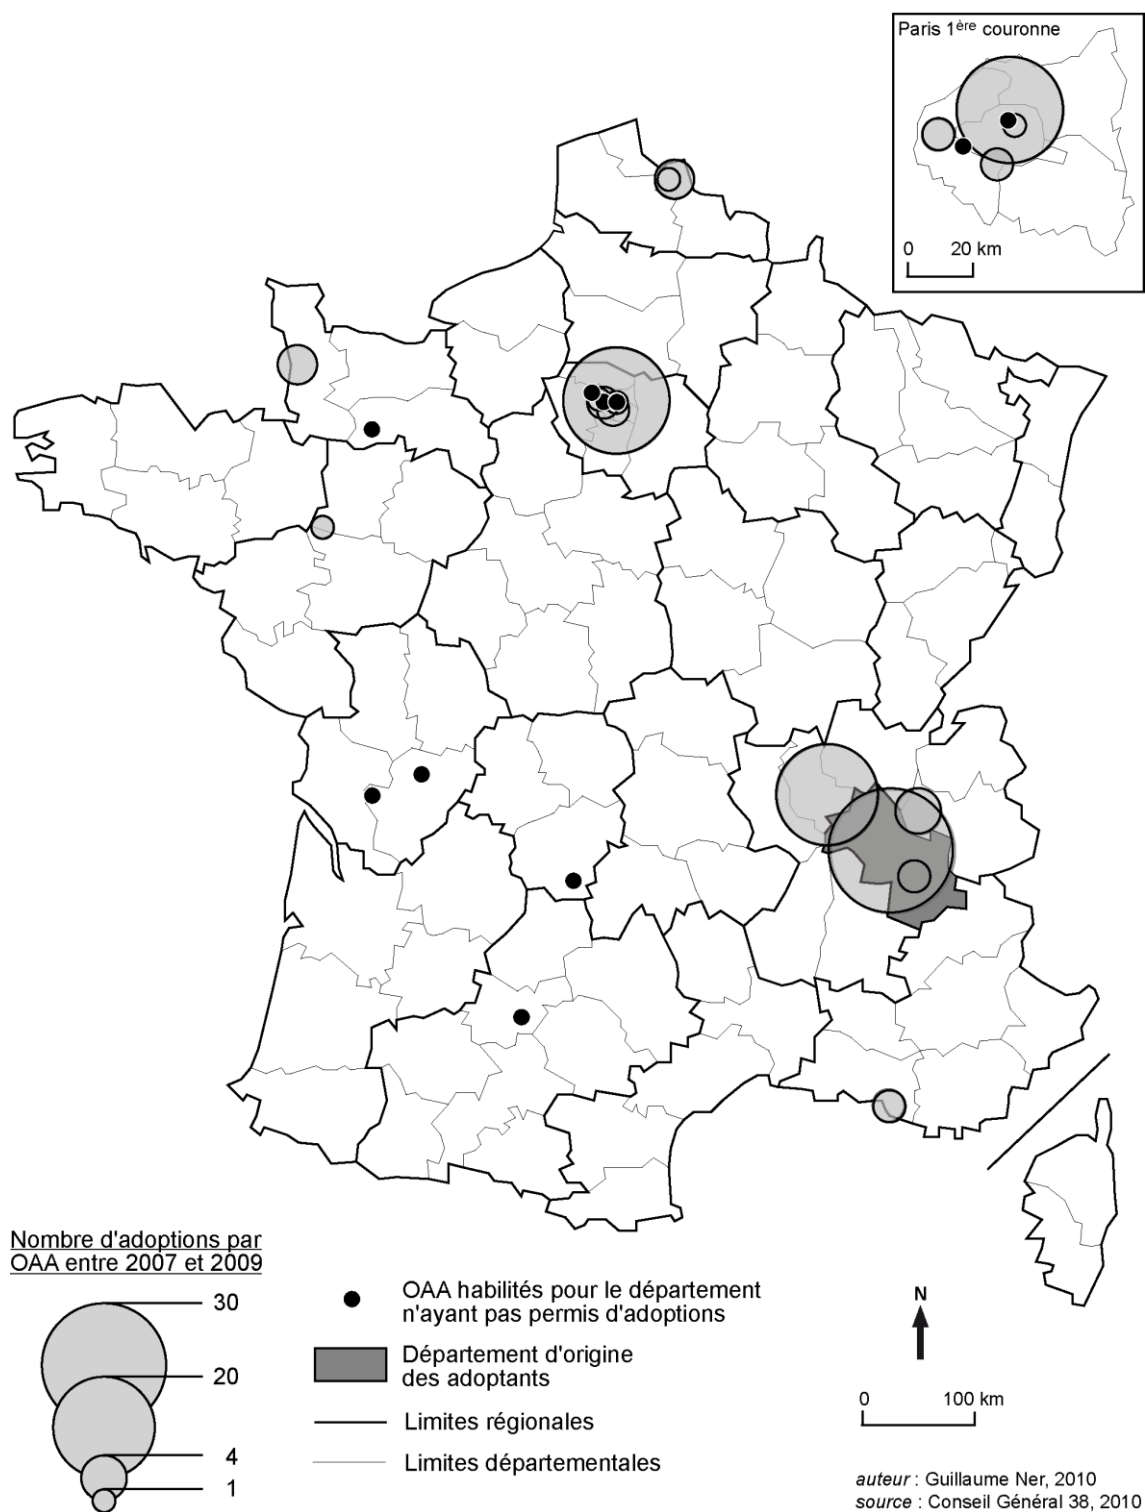 Paris 1ère couronne
0 20 km
Nombre d'adoptions par
OAA entre 2007 et 2009
30
20
4
1
OAA habilités pour le département
n'ayant pas permis d'adoptions
Département d'origine
des adoptants
Limites régionales
Limites départementales
N
0 100 km
auteur : Guillaume Ner, 2010
source : Conseil Général 38, 2010